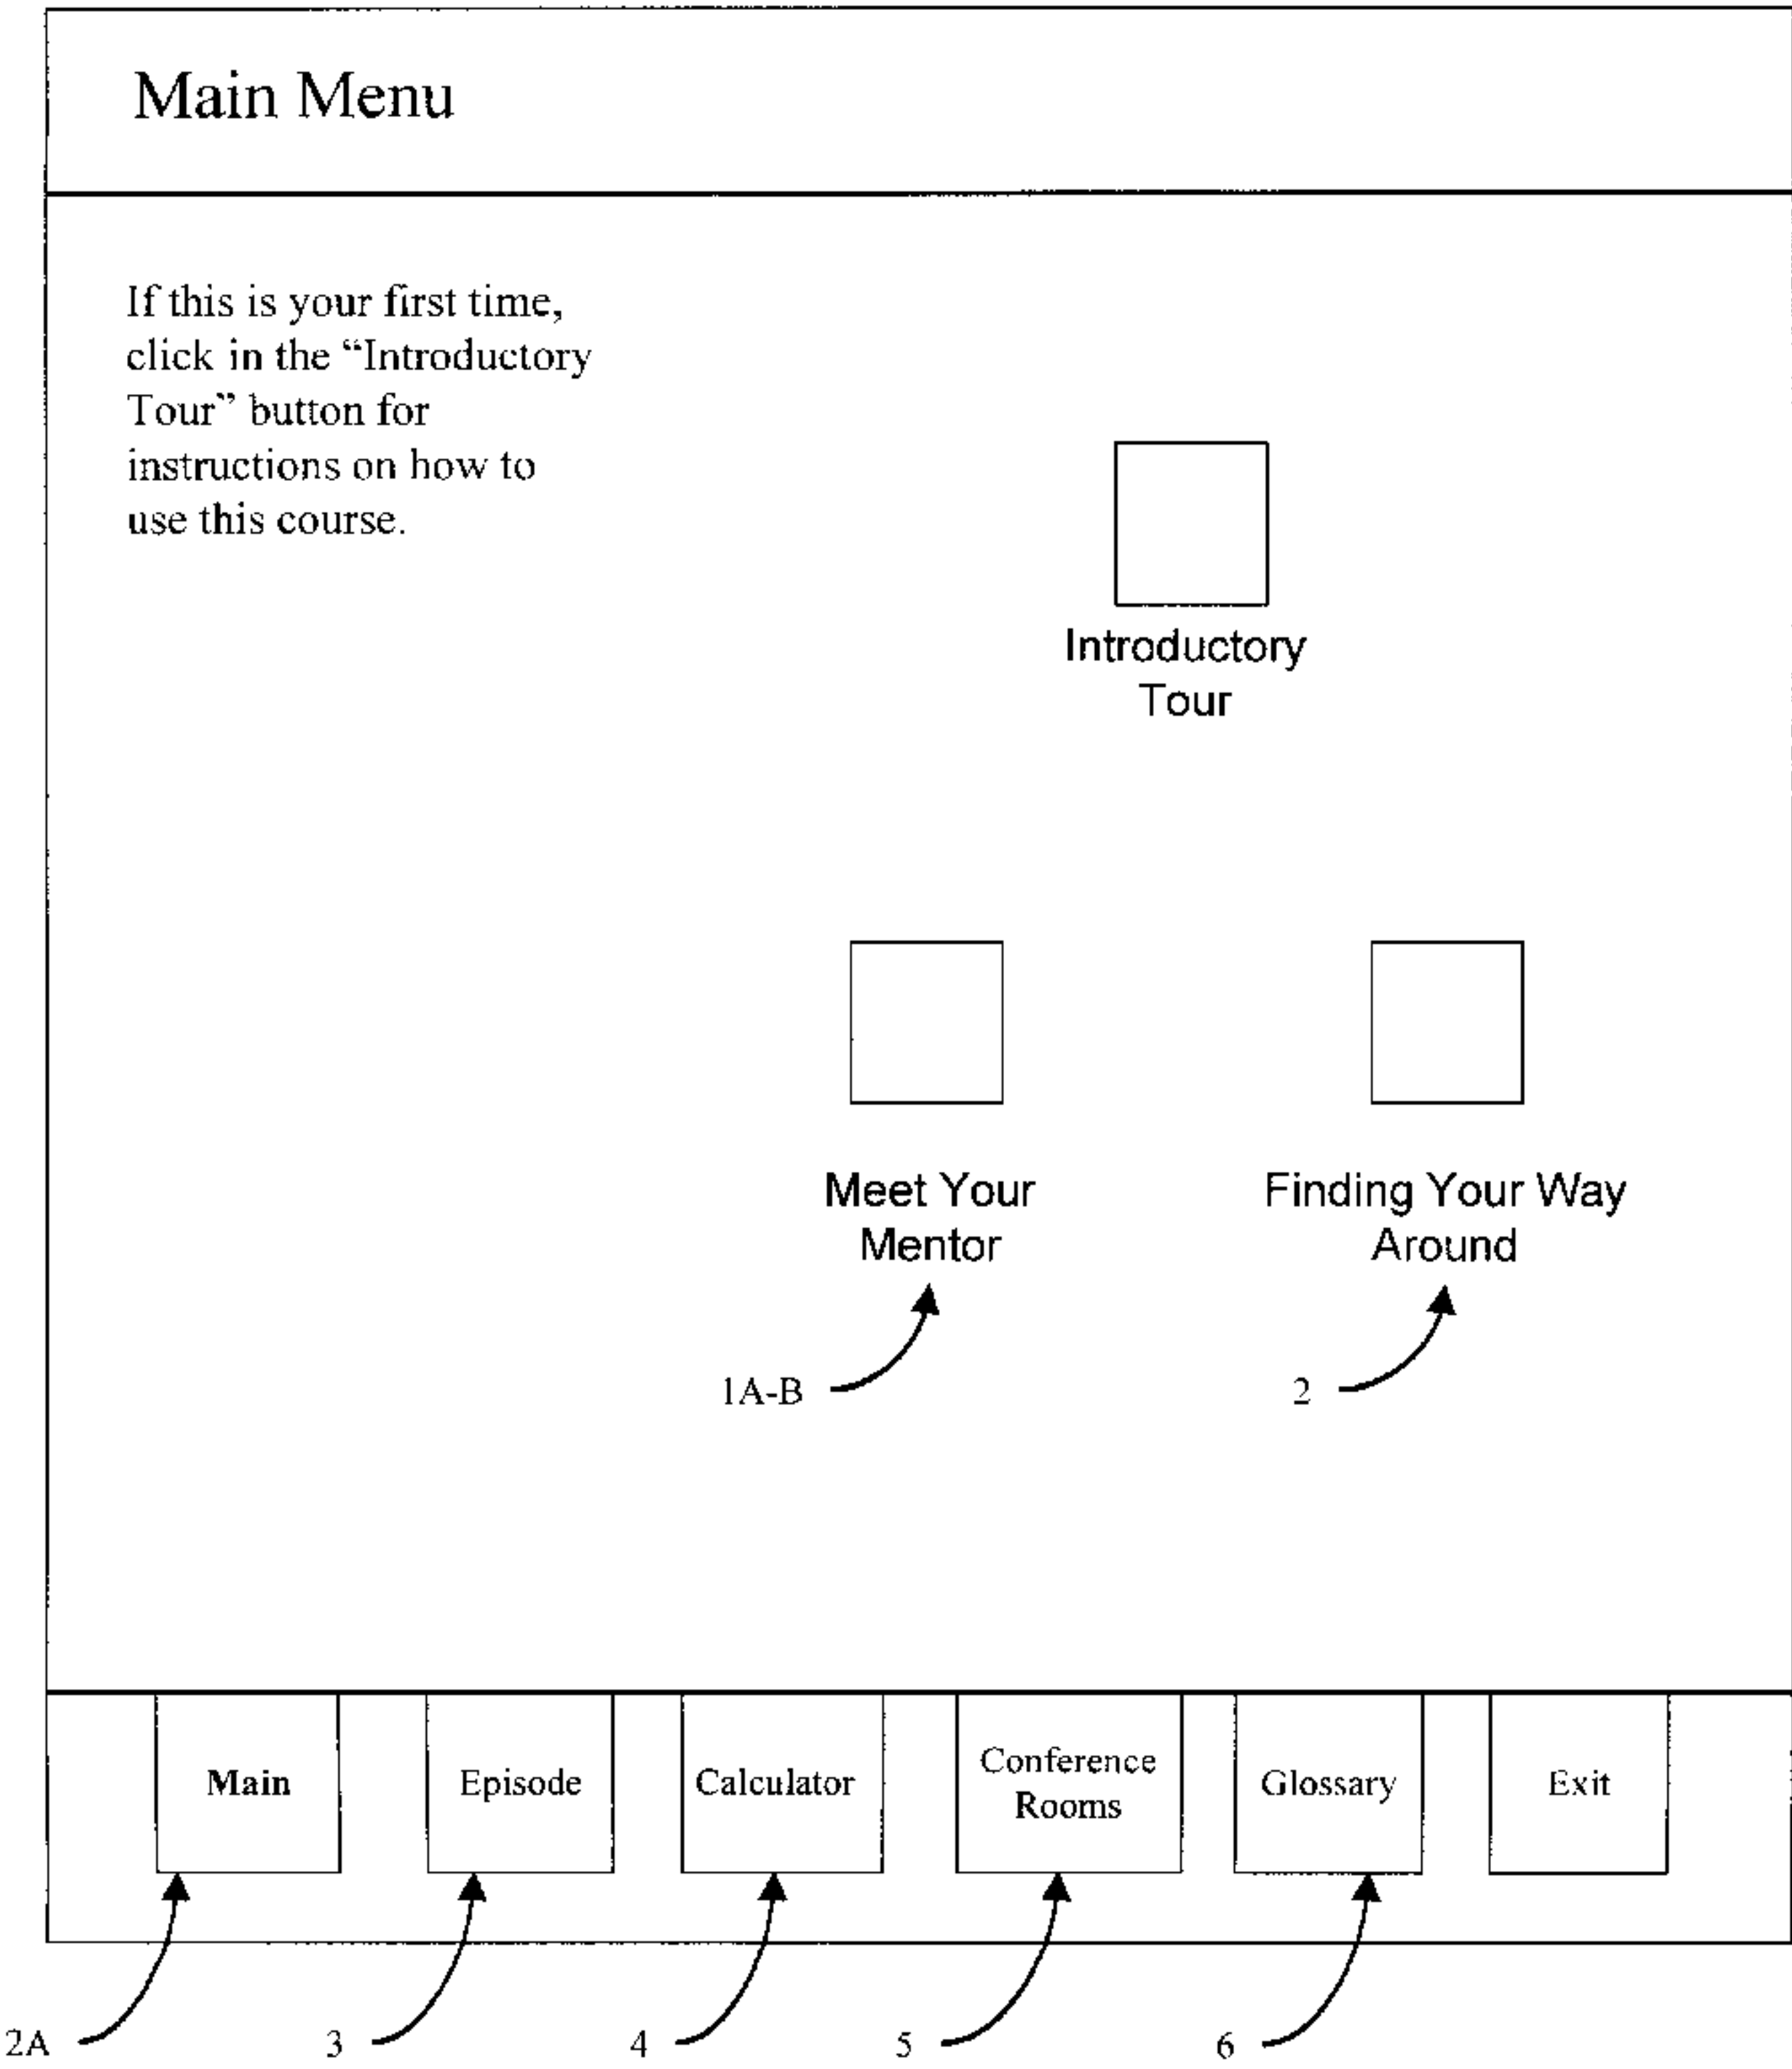 Main Menu
If this is your first time,
click in the “Introductory
Tour” button for
instructions on how to
use this course.
Introductory
Tour
Meet Your
Mentor
Finding Your Way
Around
1A-B
2
Main
Episode
Calculator
Conference
Rooms
Glossary
Exit
2A
3
4
5
6